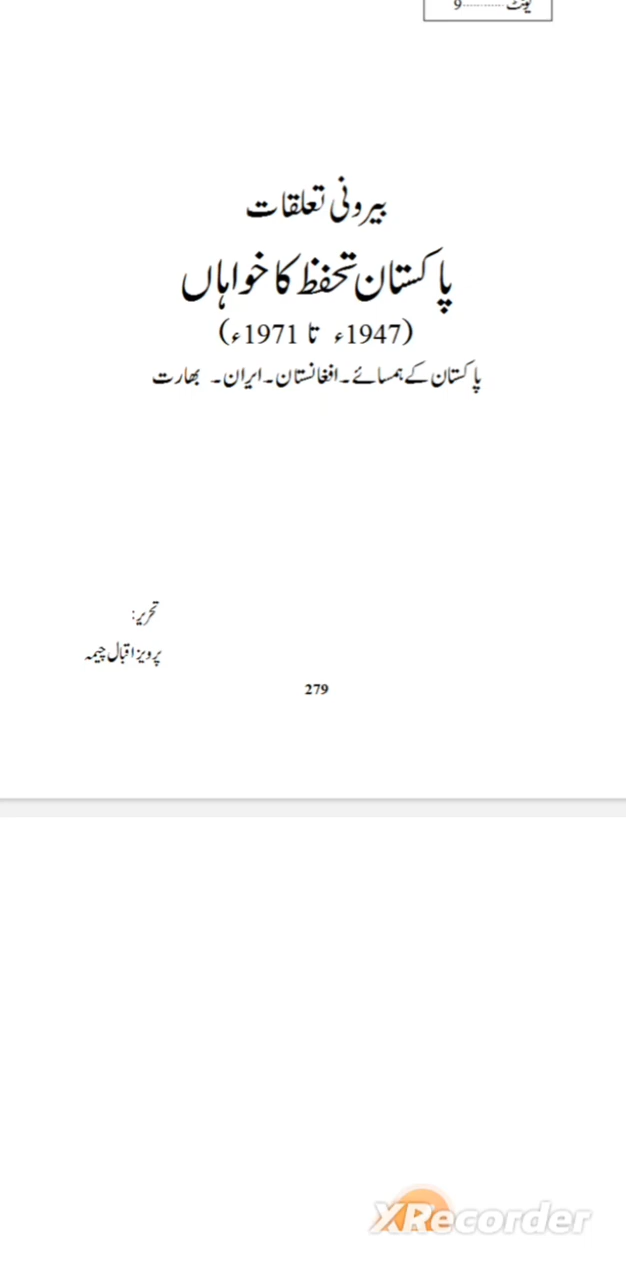 یونٹ..........9
بیرونی تعلقات
پاکستان تحفظ کا خواہاں
(1947ء تا 1971ء)
پاکستان کے ہمسائے۔افغانستان۔ایران۔ بھارت
تحریر:
پرویز اقبال چیمہ
279
XRecorder